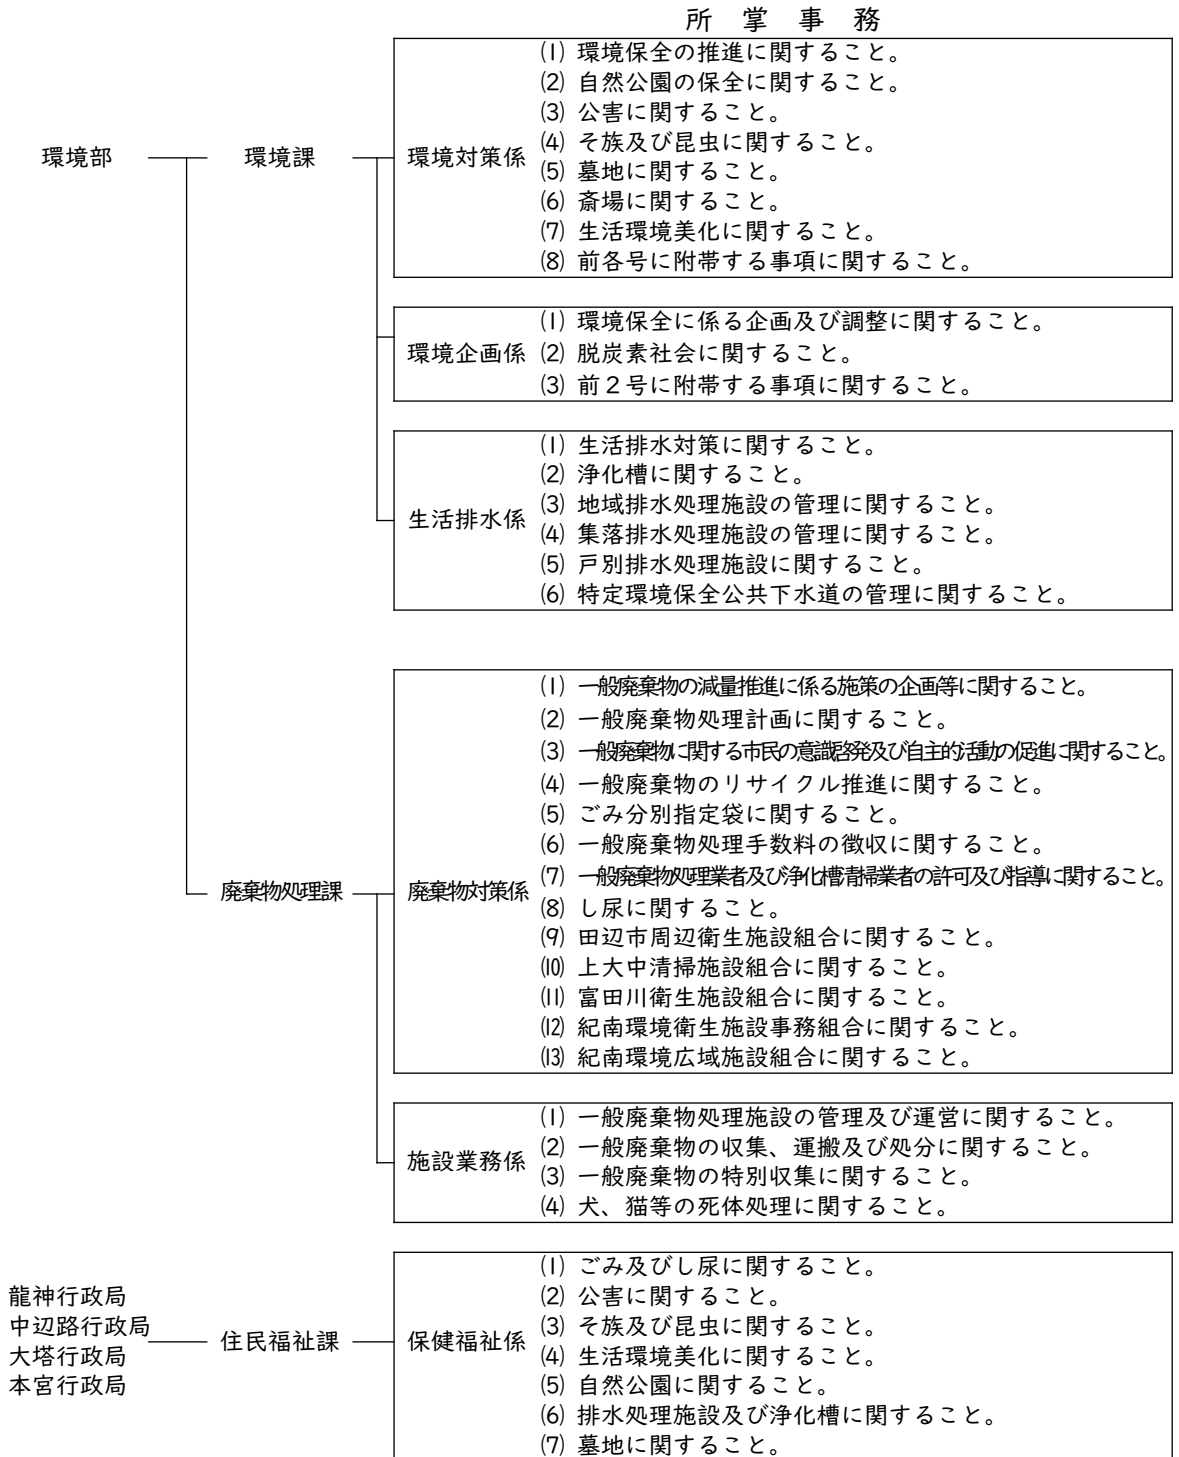 所　掌　事　務
環境部
環境課
環境対策係
⑴ 環境保全の推進に関すること。
⑵ 自然公園の保全に関すること。
⑶ 公害に関すること。
⑷ そ族及び昆虫に関すること。
⑸ 墓地に関すること。
⑹ 斎場に関すること。
⑺ 生活環境美化に関すること。
⑻ 前各号に附帯する事項に関すること。
環境企画係
⑴ 環境保全に係る企画及び調整に関すること。
⑵ 脱炭素社会に関すること。
⑶ 前２号に附帯する事項に関すること。
生活排水係
⑴ 生活排水対策に関すること。
⑵ 浄化槽に関すること。
⑶ 地域排水処理施設の管理に関すること。
⑷ 集落排水処理施設の管理に関すること。
⑸ 戸別排水処理施設に関すること。
⑹ 特定環境保全公共下水道の管理に関すること。
廃棄物処理課
廃棄物対策係
⑴ 一般廃棄物の減量推進に係る施策の企画等に関すること。
⑵ 一般廃棄物処理計画に関すること。
⑶ 一般廃棄物に関する市民の意識啓発及び自主的活動の促進に関すること。
⑷ 一般廃棄物のリサイクル推進に関すること。
⑸ ごみ分別指定袋に関すること。
⑹ 一般廃棄物処理手数料の徴収に関すること。
⑺ 一般廃棄物処理業者及び浄化槽清掃業者の許可及び指導に関すること。
⑻ し尿に関すること。
⑼ 田辺市周辺衛生施設組合に関すること。
⑽ 上大中清掃施設組合に関すること。
⑾ 富田川衛生施設組合に関すること。
⑿ 紀南環境衛生施設事務組合に関すること。
⒀ 紀南環境広域施設組合に関すること。
施設業務係
⑴ 一般廃棄物処理施設の管理及び運営に関すること。
⑵ 一般廃棄物の収集、運搬及び処分に関すること。
⑶ 一般廃棄物の特別収集に関すること。
⑷ 犬、猫等の死体処理に関すること。
龍神行政局
中辺路行政局
大塔行政局
本宮行政局
住民福祉課
保健福祉係
⑴ ごみ及びし尿に関すること。
⑵ 公害に関すること。
⑶ そ族及び昆虫に関すること。
⑷ 生活環境美化に関すること。
⑸ 自然公園に関すること。
⑹ 排水処理施設及び浄化槽に関すること。
⑺ 墓地に関すること。